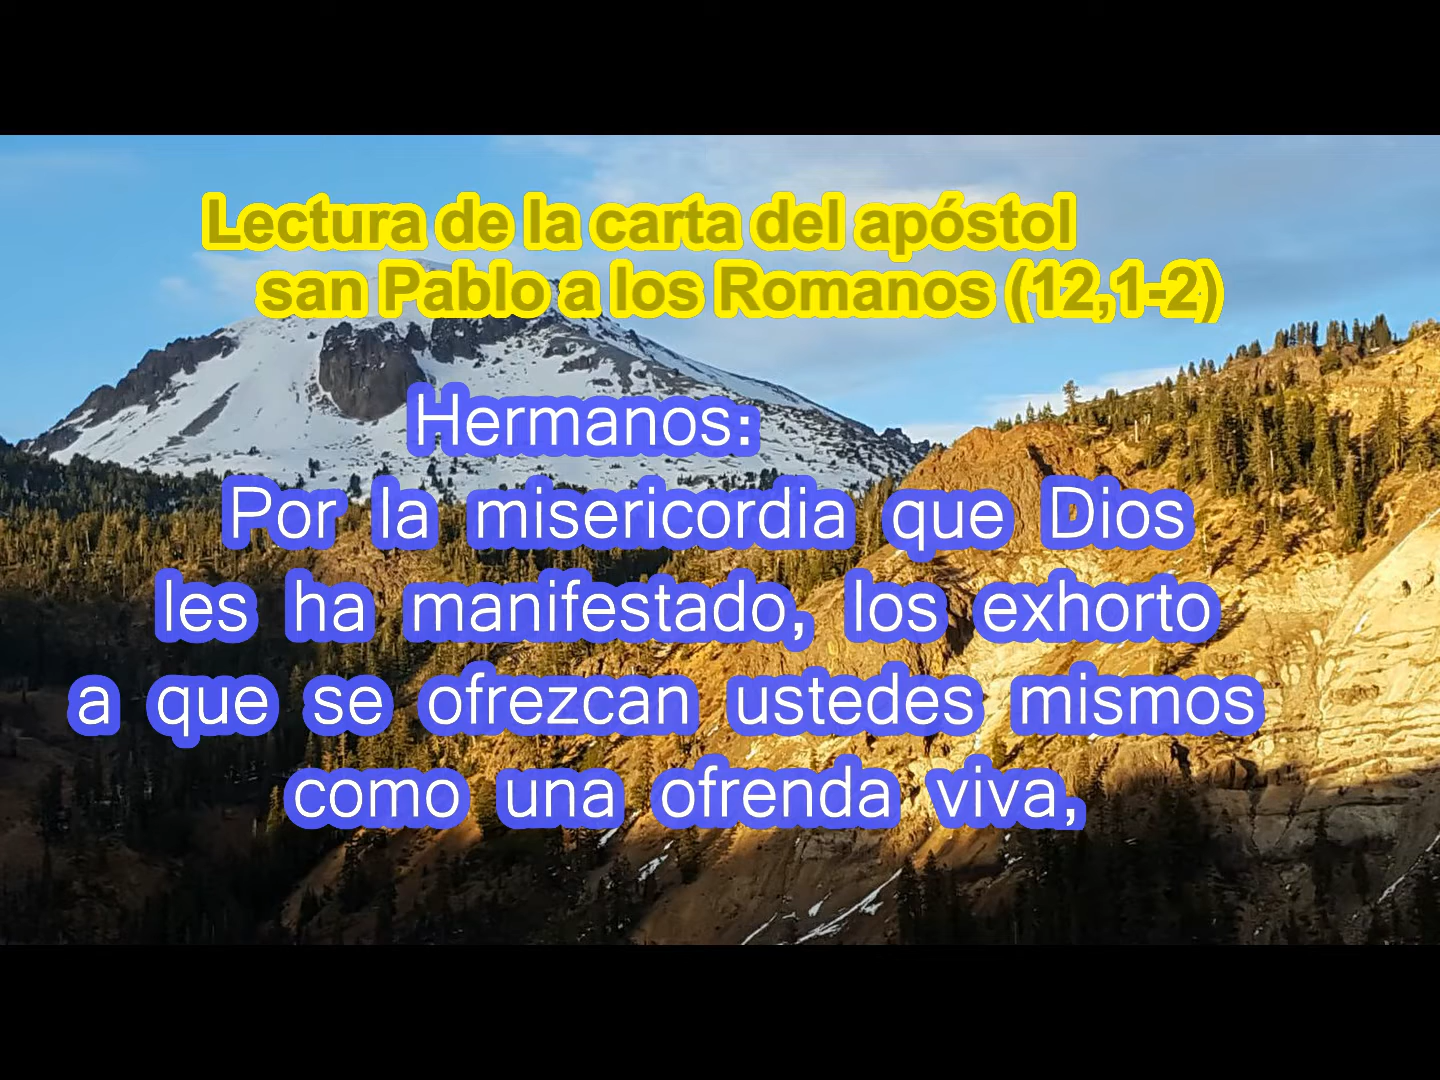 Lectura de la carta del apóstol
san Pablo a los Romanos (12,1-2)
Hermanos:
Por la misericordia que Dios
les ha manifestado, los exhorto
a que se ofrezcan ustedes mismos
como una ofrenda viva,